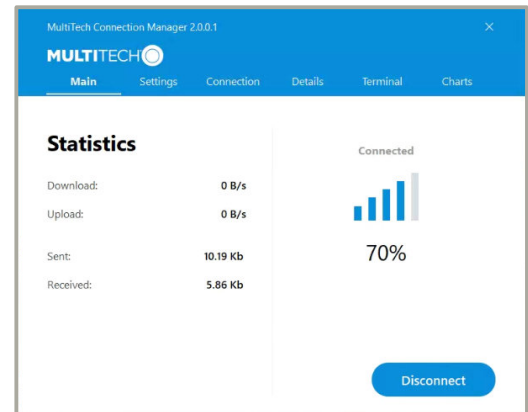 MultiTech Connection Manager 2.0.0.1
MULTITECH
Main Settings Connection Details Terminal Charts
Statistics
Connected
Download: 0 B/s
Upload: 0 B/s
70%
Sent: 10.19 Kb
Received: 5.86 Kb
Disconnect